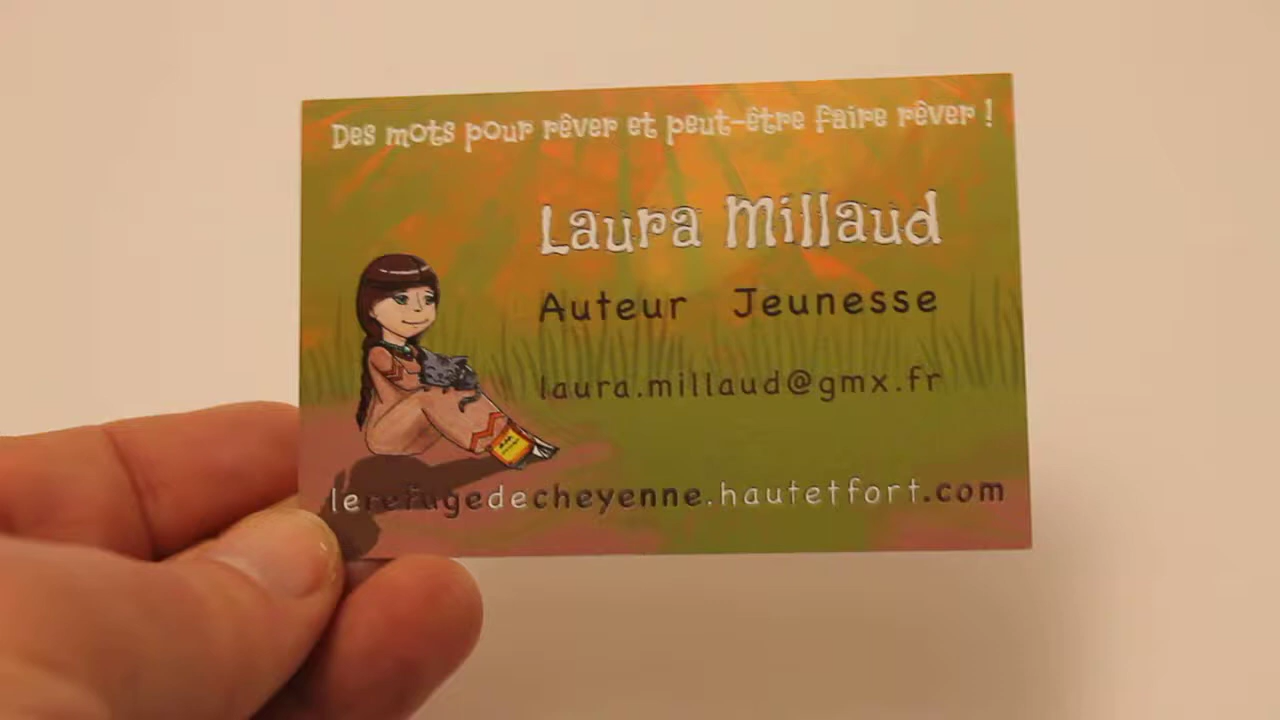 Des mots pour rêver et peut-être faire rêver !
Laura Millaud
Auteur Jeunesse
laura.millaud@gmx.fr
lerefugedecheyenne.hautetfort.com